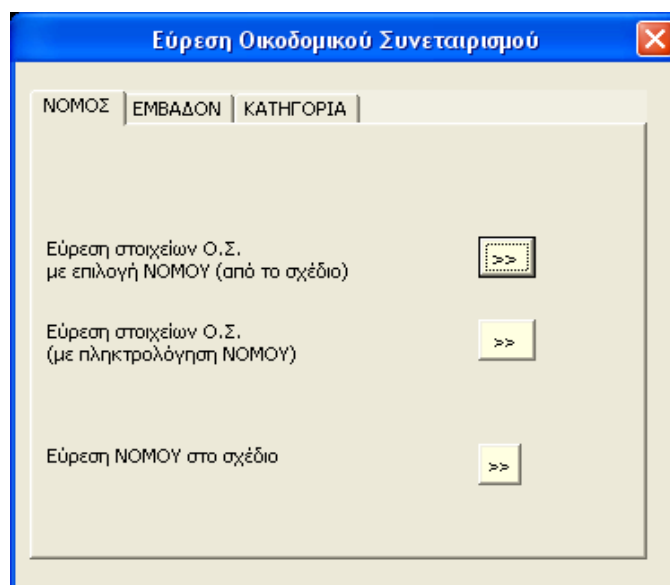 Εύρεση Οικοδομικού Συνεταιρισμού
ΝΟΜΟΣ ΕΜΒΑΔΟΝ ΚΑΤΗΓΟΡΙΑ
Εύρεση στοιχείων Ο.Σ.
με επιλογή ΝΟΜΟΥ (από το σχέδιο)
>>
Εύρεση στοιχείων Ο.Σ.
(με πληκτρολόγηση ΝΟΜΟΥ)
>>
Εύρεση ΝΟΜΟΥ στο σχέδιο
>>